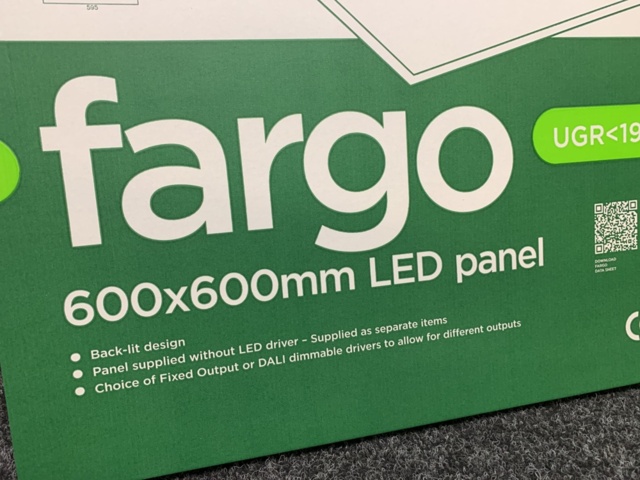 595
fargo
UGR<19
600x600mm LED panel
Back-lit design
Panel supplied without LED driver – Supplied as separate items
Choice of Fixed Output or DALI dimmable drivers to allow for different outputs
DOWNLOAD
FARGO
DATA SHEET